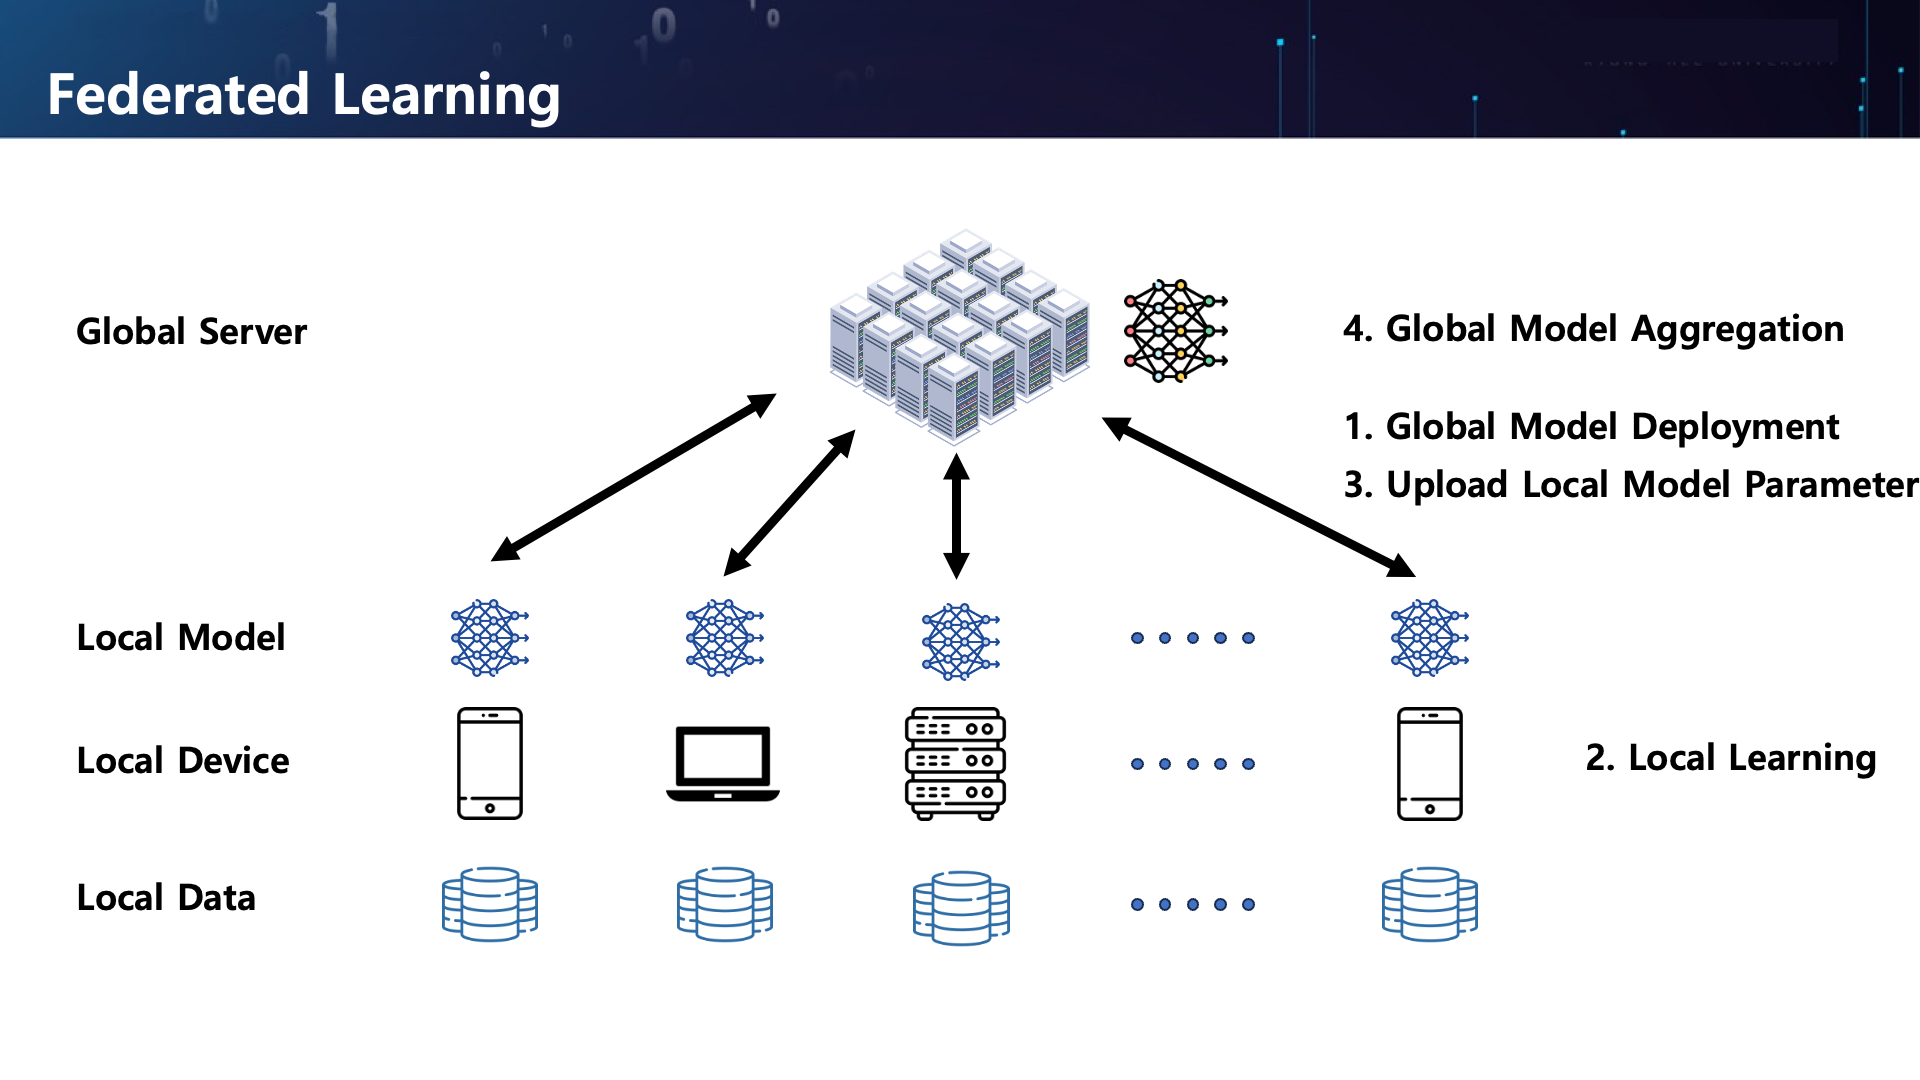 Federated Learning
Global Server
4. Global Model Aggregation
1. Global Model Deployment
3. Upload Local Model Parameter
Local Model
Local Device
2. Local Learning
Local Data